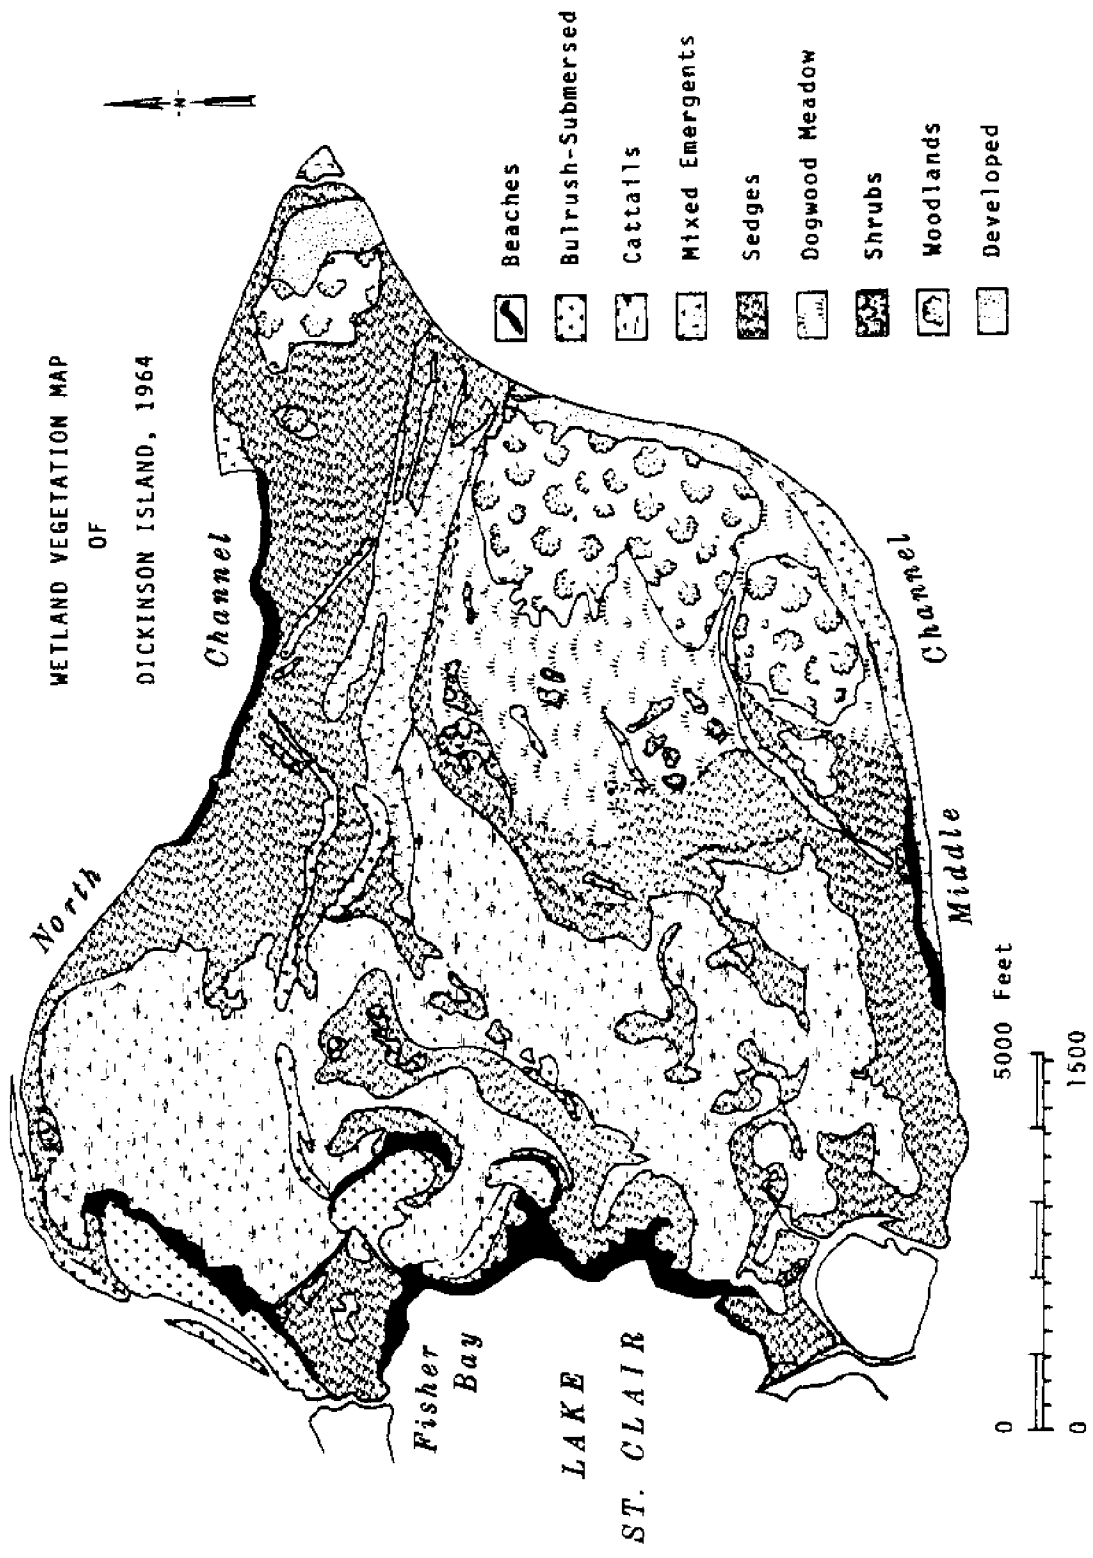 WETLAND VEGETATION MAP
OF
DICKINSON ISLAND, 1964
-N-
North
Channel
Fisher
Bay
LAKE
ST. CLAIR
Middle
Channel
Beaches
Bulrush-Submersed
Cattails
Mixed Emergents
Sedges
Dogwood Meadow
Shrubs
Woodlands
Developed
0 5000 Feet
0 1500